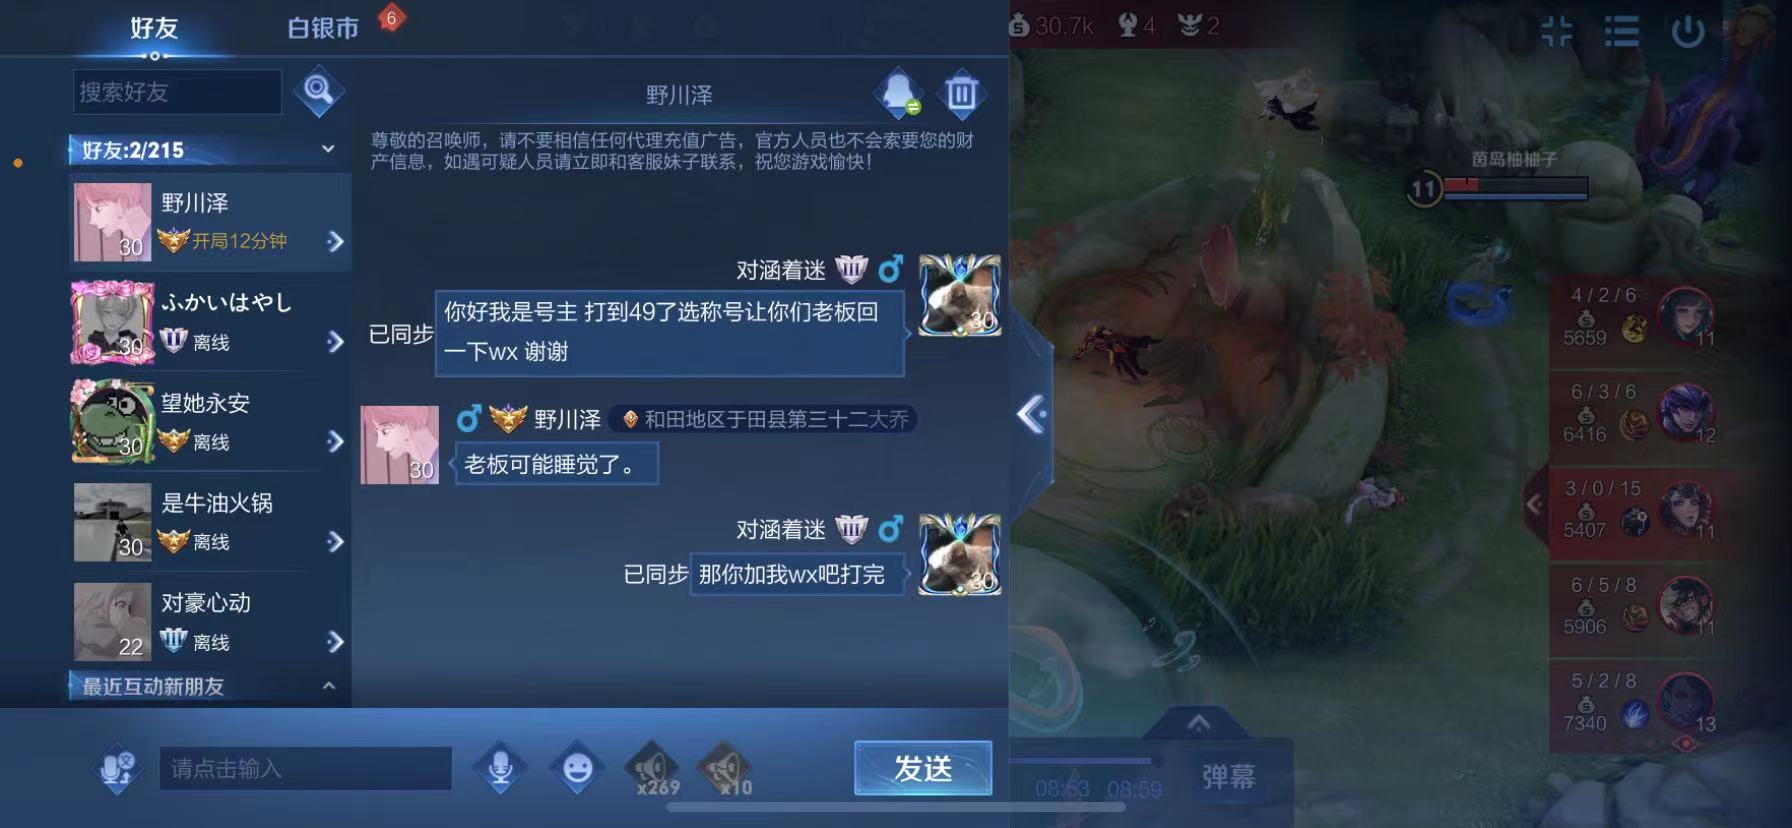 好友
白银市
6
搜索好友
好友:2/215
野川泽
30
开局12分钟
ふかいはやし
30
离线
望她永安
30
离线
是牛油火锅
30
离线
对豪心动
22
离线
最近互动新朋友
野川泽
尊敬的召唤师，请不要相信任何代理充值广告，官方人员也不会索要您的财
产信息，如遇可疑人员请立即和客服妹子联系，祝您游戏愉快！
对涵着迷
30
已同步
你好我是号主 打到49了选称号让你们老板回
一下wx 谢谢
野川泽
和田地区于田县第三十二大乔
30
老板可能睡觉了。
对涵着迷
30
已同步
那你加我wx吧打完
请点击输入
x269
x10
发送
30.7k 4 2
茵岛柚柚子
11
4/2/6
5659
11
6/3/6
6416
12
3/0/15
5407
11
6/5/8
5906
11
5/2/8
7340
13
08:53 08:59
弹幕